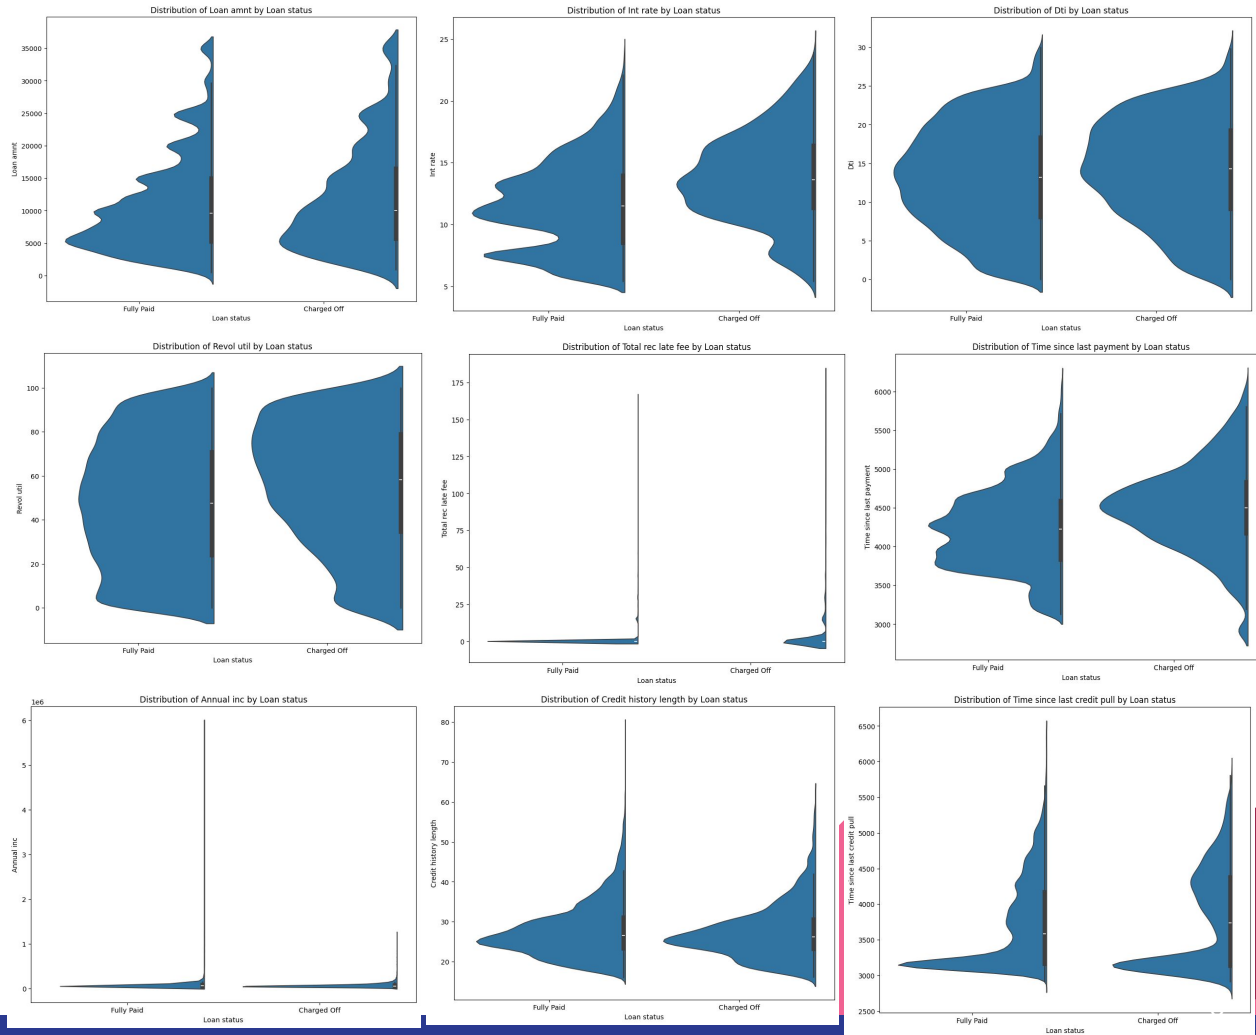 Distribution of Loan amnt by Loan status
Loan amnt
35000
30000
25000
20000
15000
10000
5000
0
Fully Paid
Charged Off
Loan status
Distribution of Int rate by Loan status
Int rate
25
20
15
10
5
Fully Paid
Charged Off
Loan status
Distribution of Dti by Loan status
Dti
30
25
20
15
10
5
0
Fully Paid
Charged Off
Loan status
Distribution of Revol util by Loan status
Revol util
100
80
60
40
20
0
Fully Paid
Charged Off
Loan status
Distribution of Total rec late fee by Loan status
Total rec late fee
175
150
125
100
75
50
25
0
Fully Paid
Charged Off
Loan status
Distribution of Time since last payment by Loan status
Time since last payment
6000
5500
5000
4500
4000
3500
3000
Fully Paid
Charged Off
Loan status
Distribution of Annual inc by Loan status
1e6
Annual inc
6
5
4
3
2
1
0
Fully Paid
Charged Off
Loan status
Distribution of Credit history length by Loan status
Credit history length
80
70
60
50
40
30
20
Fully Paid
Charged Off
Loan status
Distribution of Time since last credit pull by Loan status
Time since last credit pull
6500
6000
5500
5000
4500
4000
3500
3000
2500
Fully Paid
Charged Off
Loan status